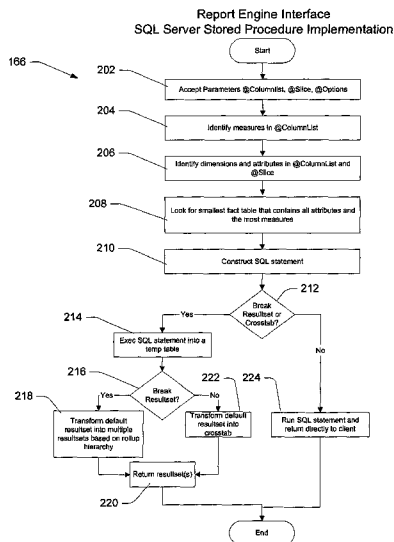 Report Engine Interface
SQL Server Stored Procedure Implementation
Start
166
202
Accept Parameters @Columnlist, @Slice, @Options
204
Identify measures in @ColumnList
206
Identify dimensions and attributes in @ColumnList and
@Slice
208
Look for smallest fact table that contains all attributes and
the most measures
210
Construct SQL statement
212
Break
Resultset or
Crosstab?
Yes
No
214
Exec SQL statement into a
temp table
216
Break
Resultset?
Yes
No
218
Transform default
resultset into multiple
resultsets based on rollup
hierarchy
222
Transform default
resultset into
crosstab
224
Run SQL statement and
return directly to client
Return resultset(s)
220
End